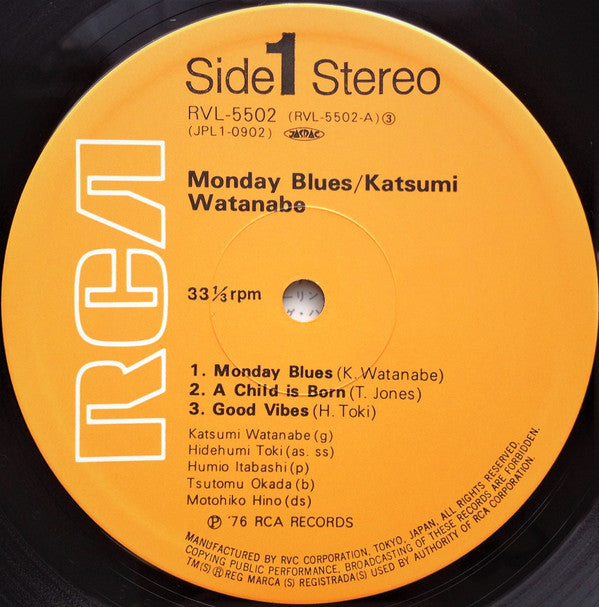 Side 1 Stereo
RVL-5502 (RVL-5502-A)③
(JPL1-0902) JASRAC
RCA
Monday Blues/Katsumi
Watanabe
33 1/3 rpm
1. Monday Blues (K. Watanabe)
2. A Child is Born (T. Jones)
3. Good Vibes (H. Toki)
Katsumi Watanabe (g)
Hidehumi Toki (as. ss)
Humio Itabashi (p)
Tsutomu Okada (b)
Motohiko Hino (ds)
Ⓟ '76 RCA RECORDS
MANUFACTURED BY RVC CORPORATION, TOKYO, JAPAN. ALL RIGHTS RESERVED.
COPYING PUBLIC PERFORMANCE, BROADCASTING OF THESE RECORDS ARE FORBIDDEN.
TM(S)® REG MARCA(S) REGISTRADA(S) USED BY AUTHORITY OF RCA CORPORATION.